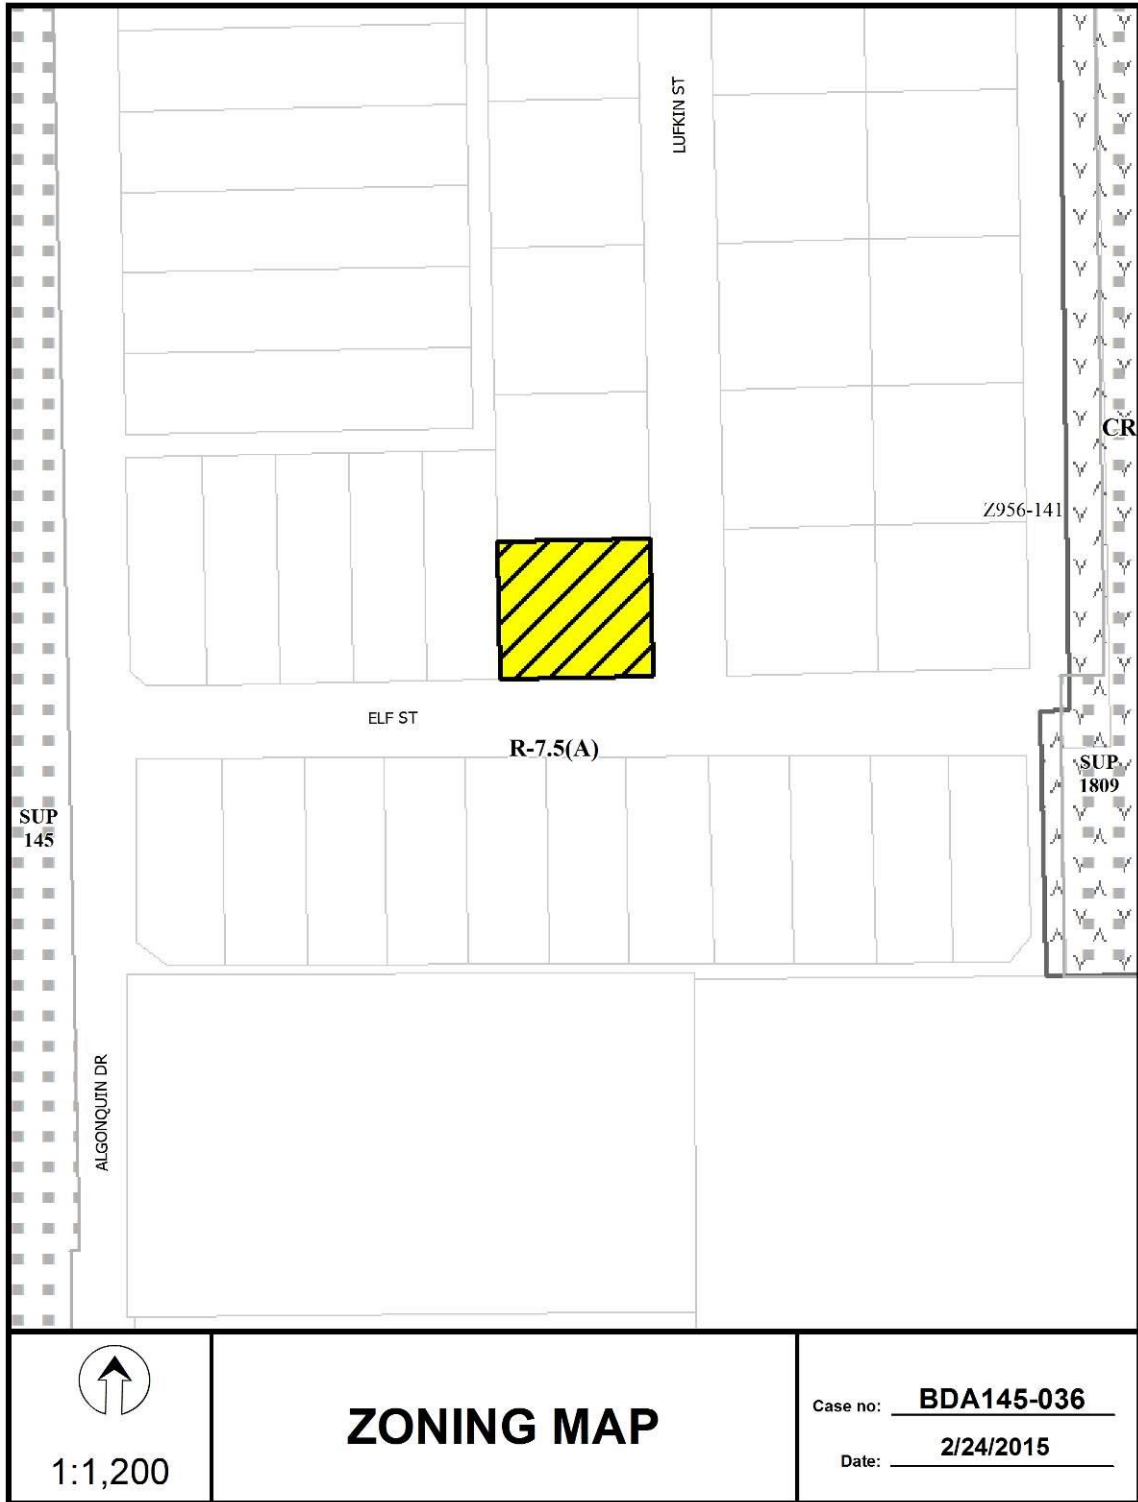 LUFKIN ST
CR
Z956-141
ELF ST
R-7.5(A)
SUP
1809
SUP
145
ALGONQUIN DR
1:1,200
ZONING MAP
Case no: BDA145-036
Date: 2/24/2015